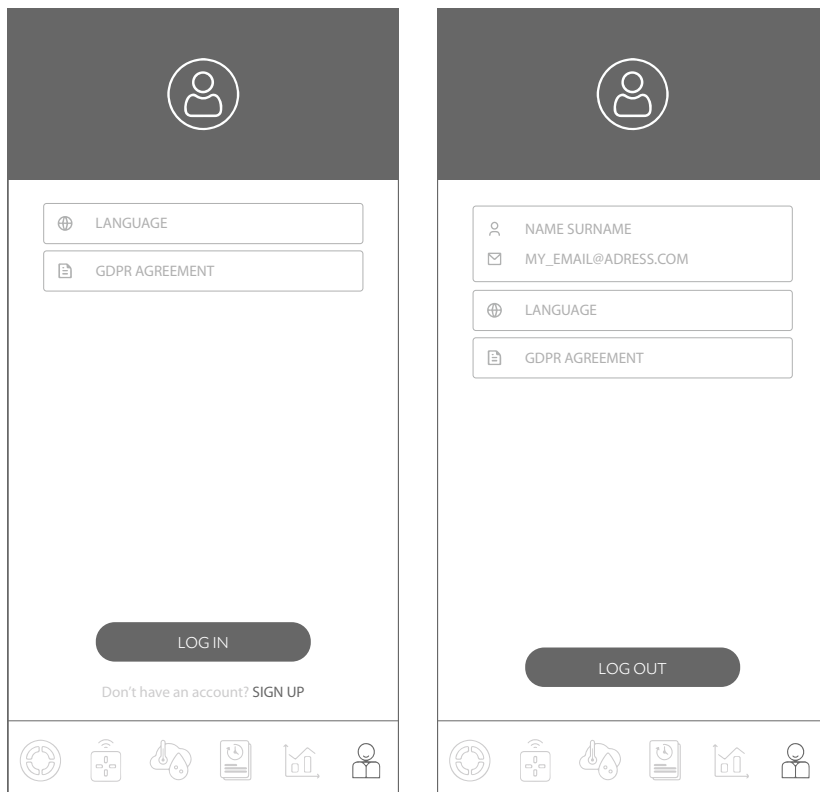 LANGUAGE
GDPR AGREEMENT
LOG IN
Don't have an account? SIGN UP
NAME SURNAME
MY_EMAIL@ADRESS.COM
LANGUAGE
GDPR AGREEMENT
LOG OUT